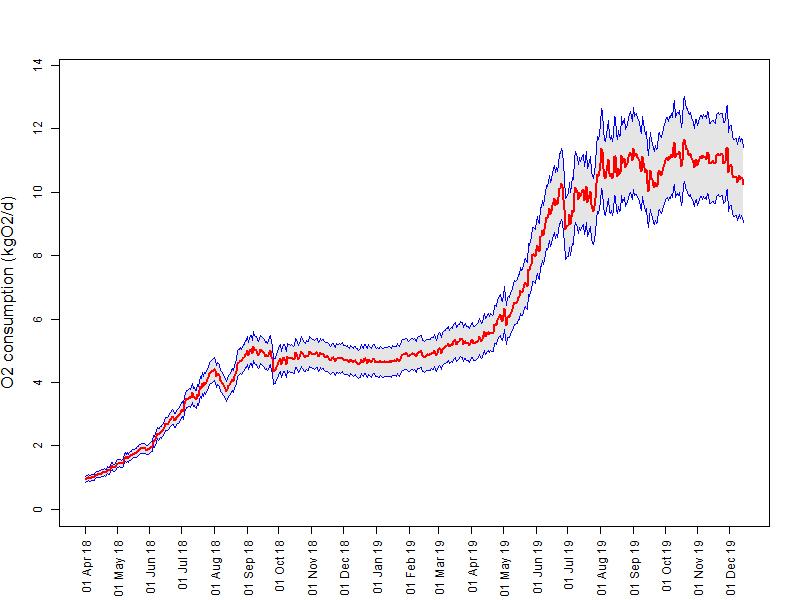 O2 consumption (kgO2/d)
14
12
10
8
6
4
2
0
01 Apr 18
01 May 18
01 Jun 18
01 Jul 18
01 Aug 18
01 Sep 18
01 Oct 18
01 Nov 18
01 Dec 18
01 Jan 19
01 Feb 19
01 Mar 19
01 Apr 19
01 May 19
01 Jun 19
01 Jul 19
01 Aug 19
01 Sep 19
01 Oct 19
01 Nov 19
01 Dec 19